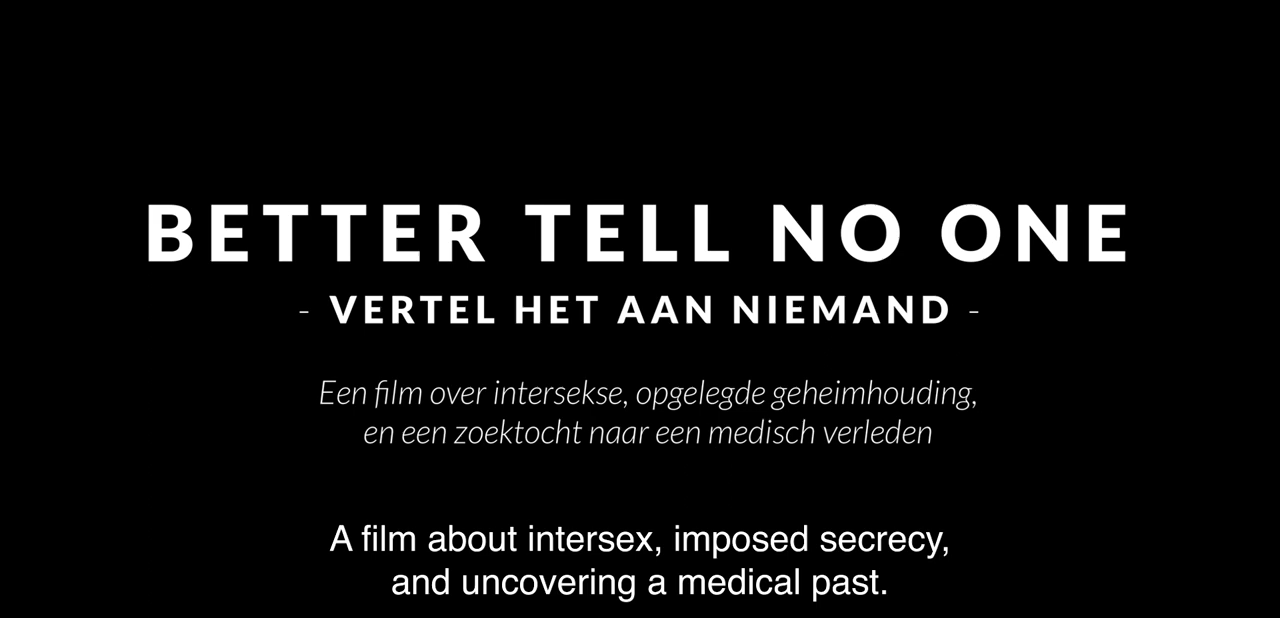 BETTER TELL NO ONE
- VERTEL HET AAN NIEMAND -
Een film over intersekse, opgelegde geheimhouding,
en een zoektocht naar een medisch verleden
A film about intersex, imposed secrecy,
and uncovering a medical past.